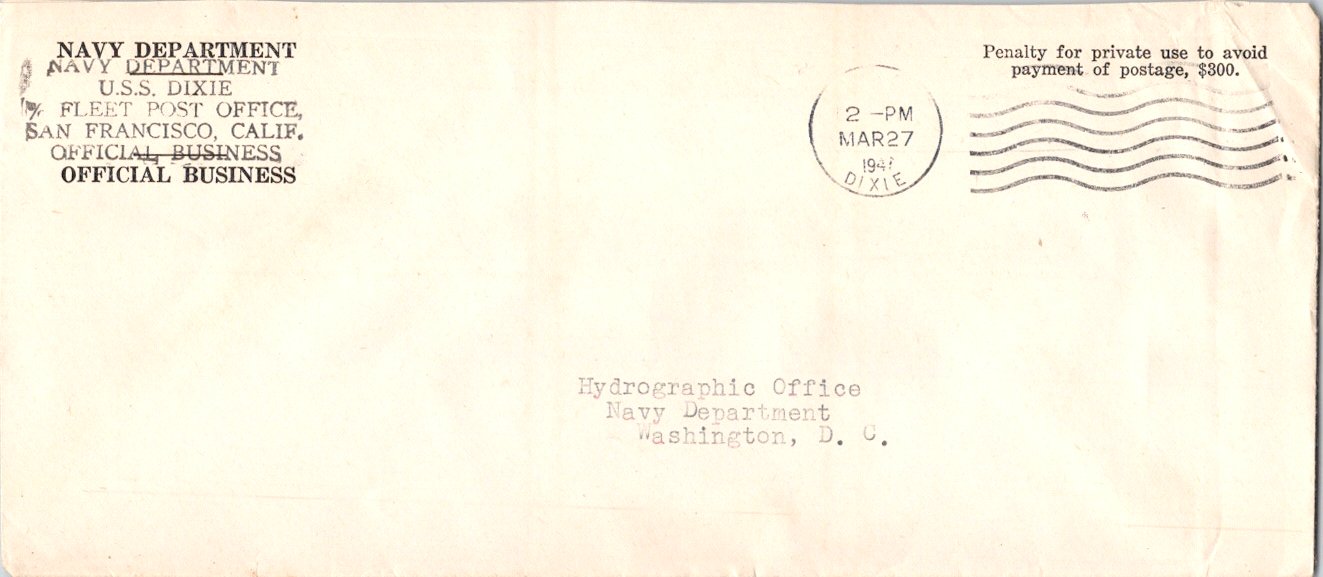 NAVY DEPARTMENT
NAVY DEPARTMENT
U.S.S. DIXIE
℅ FLEET POST OFFICE,
SAN FRANCISCO, CALIF.
OFFICIAL BUSINESS
OFFICIAL BUSINESS
2 -PM
MAR27
DIXIE
Penalty for private use to avoid
payment of postage, $300.
Hydrographic Office
Navy Department
Washington, D. C.